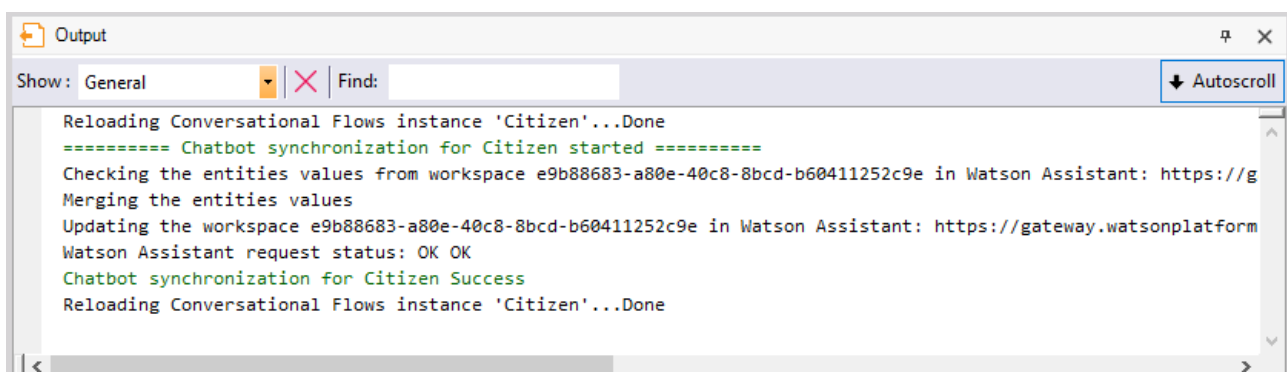 Output
Show: General Find: Autoscroll
Reloading Conversational Flows instance 'Citizen'...Done
========== Chatbot synchronization for Citizen started ==========
Checking the entities values from workspace e9b88683-a80e-40c8-8bcd-b60411252c9e in Watson Assistant: https://g
Merging the entities values
Updating the workspace e9b88683-a80e-40c8-8bcd-b60411252c9e in Watson Assistant: https://gateway.watsonplatform
Watson Assistant request status: OK OK
Chatbot synchronization for Citizen Success
Reloading Conversational Flows instance 'Citizen'...Done